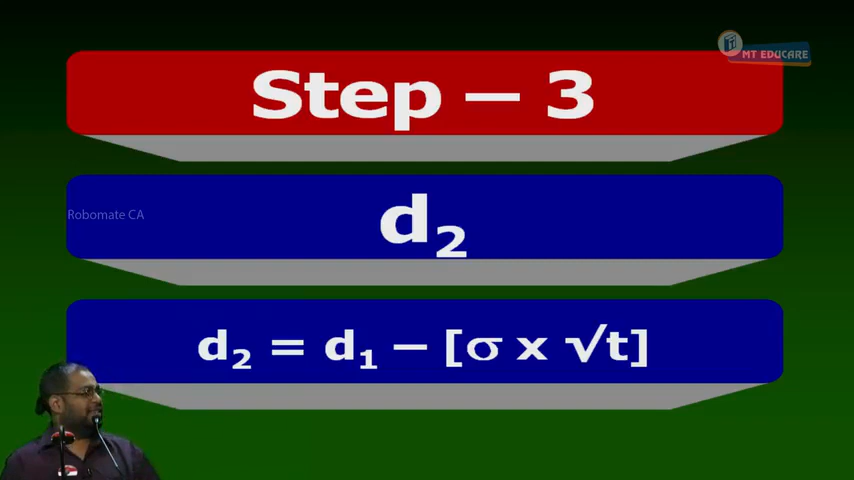 MT EDUCARE
Step – 3
Robomate CA
d₂
d₂ = d₁ – [σ x √t]